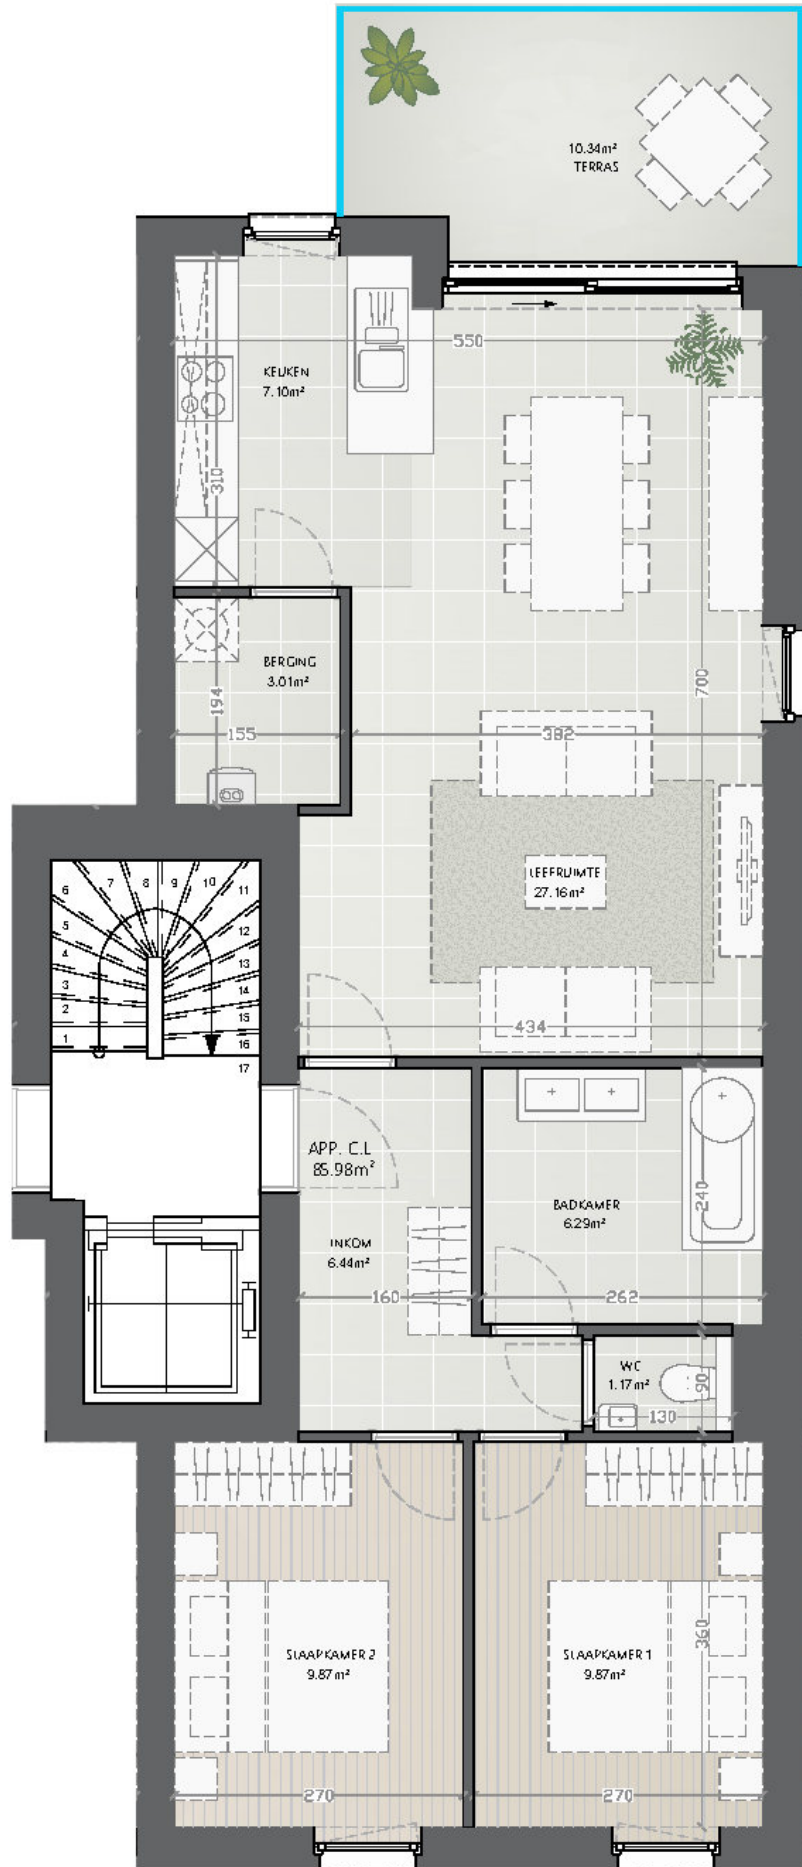 10.34m²
TERRAS
550
KEUKEN
7.10m²
310
BERGING
3.01m²
194
155
700
382
LEEFRUIMTE
27.16m²
6
7
8
9
10
11
5
12
4
13
3
14
2
15
1
16
17
434
APP. C.1
85.98m²
BADKAMER
6.29m²
240
INKOM
6.44m²
160
262
WC
1.17m²
90
130
SLAAPKAMER 2
9.87m²
SLAAPKAMER 1
9.87m²
360
270
270